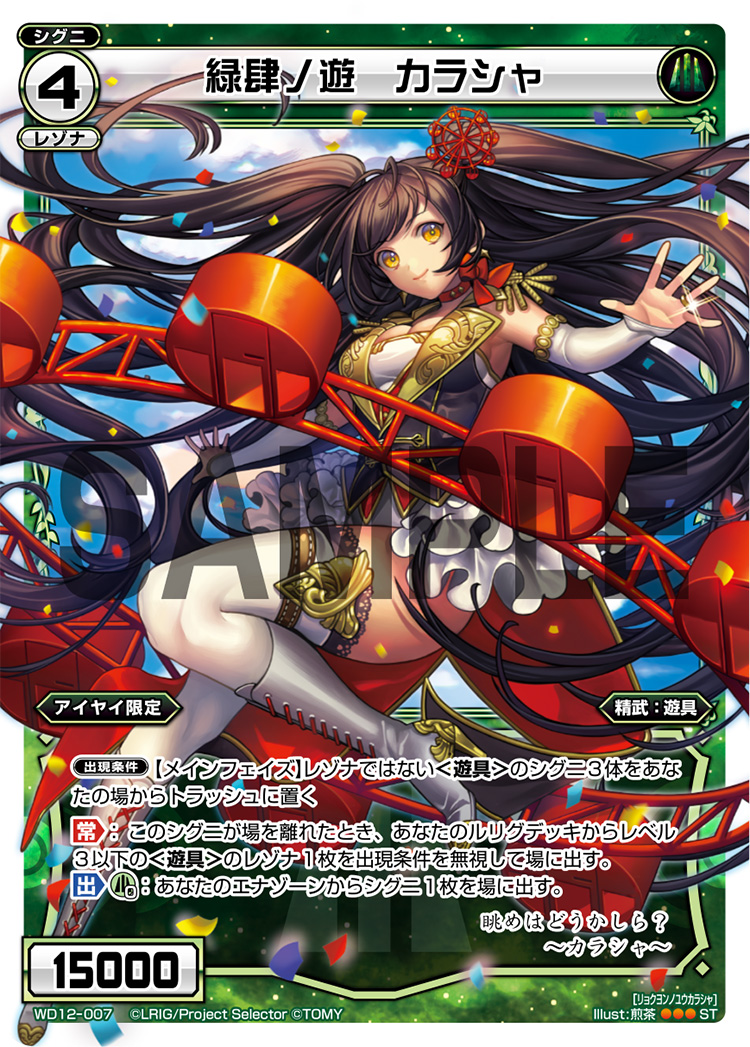 シグニ
4
緑肆ノ遊　カラシャ
レゾナ
SAMPLE
アイヤイ限定
精武：遊具
出現条件【メインフェイズ】レゾナではない＜遊具＞のシグニ３体をあな
たの場からトラッシュに置く
常：このシグニが場を離れたとき、あなたのルリグデッキからレベル
３以下の＜遊具＞のレゾナ１枚を出現条件を無視して場に出す。
出：あなたのエナゾーンからシグニ１枚を場に出す。
眺めはどうかしら？
～カラシャ～
15000
[リョクヨンノユウカラシャ]
WD12-007 ©LRIG/Project Selector ©TOMY Illust:煎茶 ST